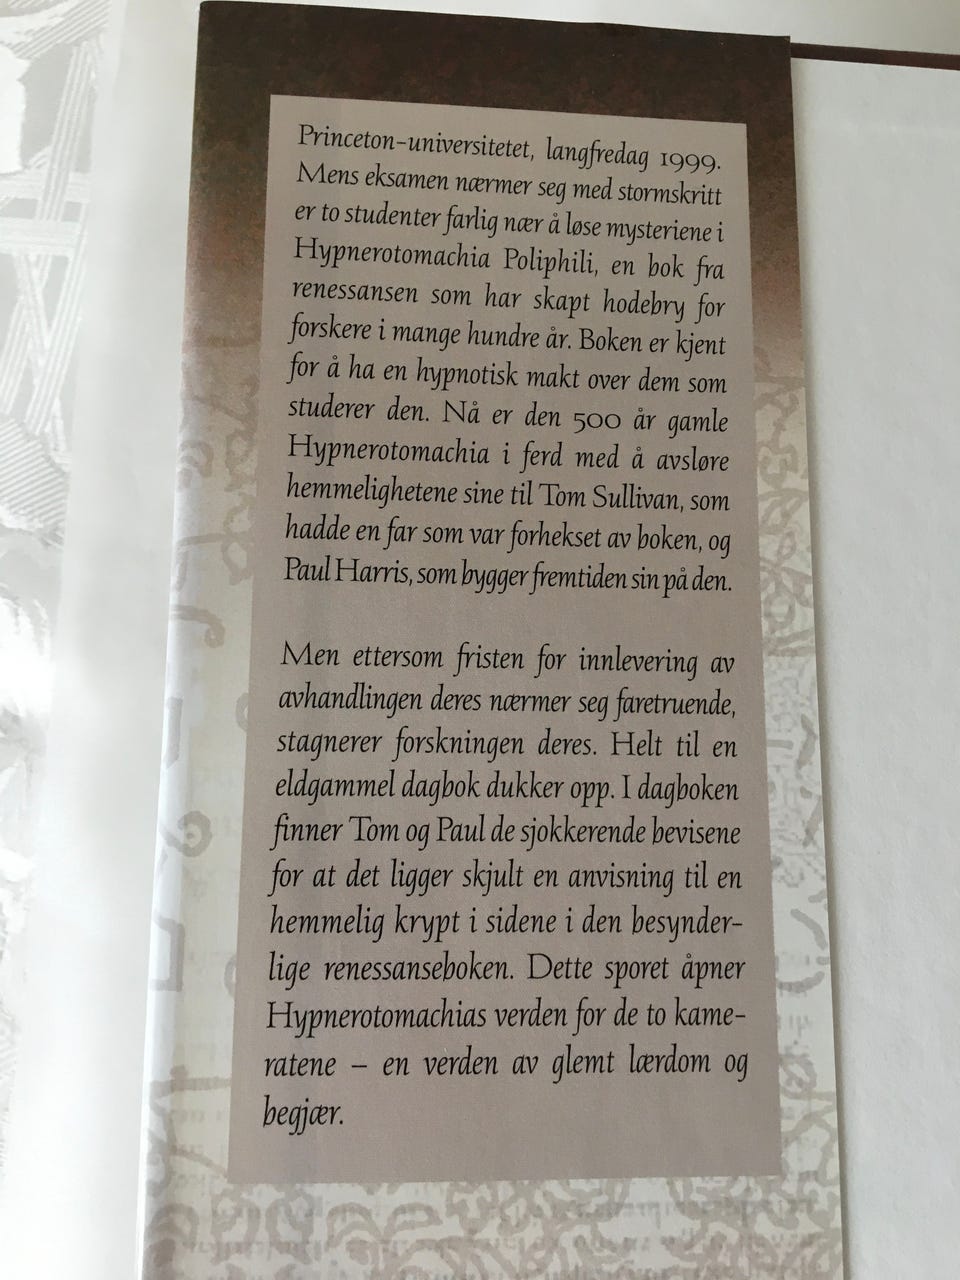 Princeton-universitetet, langfredag 1999.
Mens eksamen nærmer seg med stormskritt
er to studenter farlig nær å løse mysteriene i
Hypnerotomachia Poliphili, en bok fra
renessansen som har skapt hodebry for
forskere i mange hundre år. Boken er kjent
for å ha en hypnotisk makt over dem som
studerer den. Nå er den 500 år gamle
Hypnerotomachia i ferd med å avsløre
hemmelighetene sine til Tom Sullivan, som
hadde en far som var forhekset av boken, og
Paul Harris, som bygger fremtiden sin på den.
Men ettersom fristen for innlevering av
avhandlingen deres nærmer seg faretruende,
stagnerer forskningen deres. Helt til en
eldgammel dagbok dukker opp. I dagboken
finner Tom og Paul de sjokkerende bevisene
for at det ligger skjult en anvisning til en
hemmelig krypt i sidene i den besynder-
lige renessanseboken. Dette sporet åpner
Hypnerotomachias verden for de to kame-
ratene – en verden av glemt lærdom og
begjær.